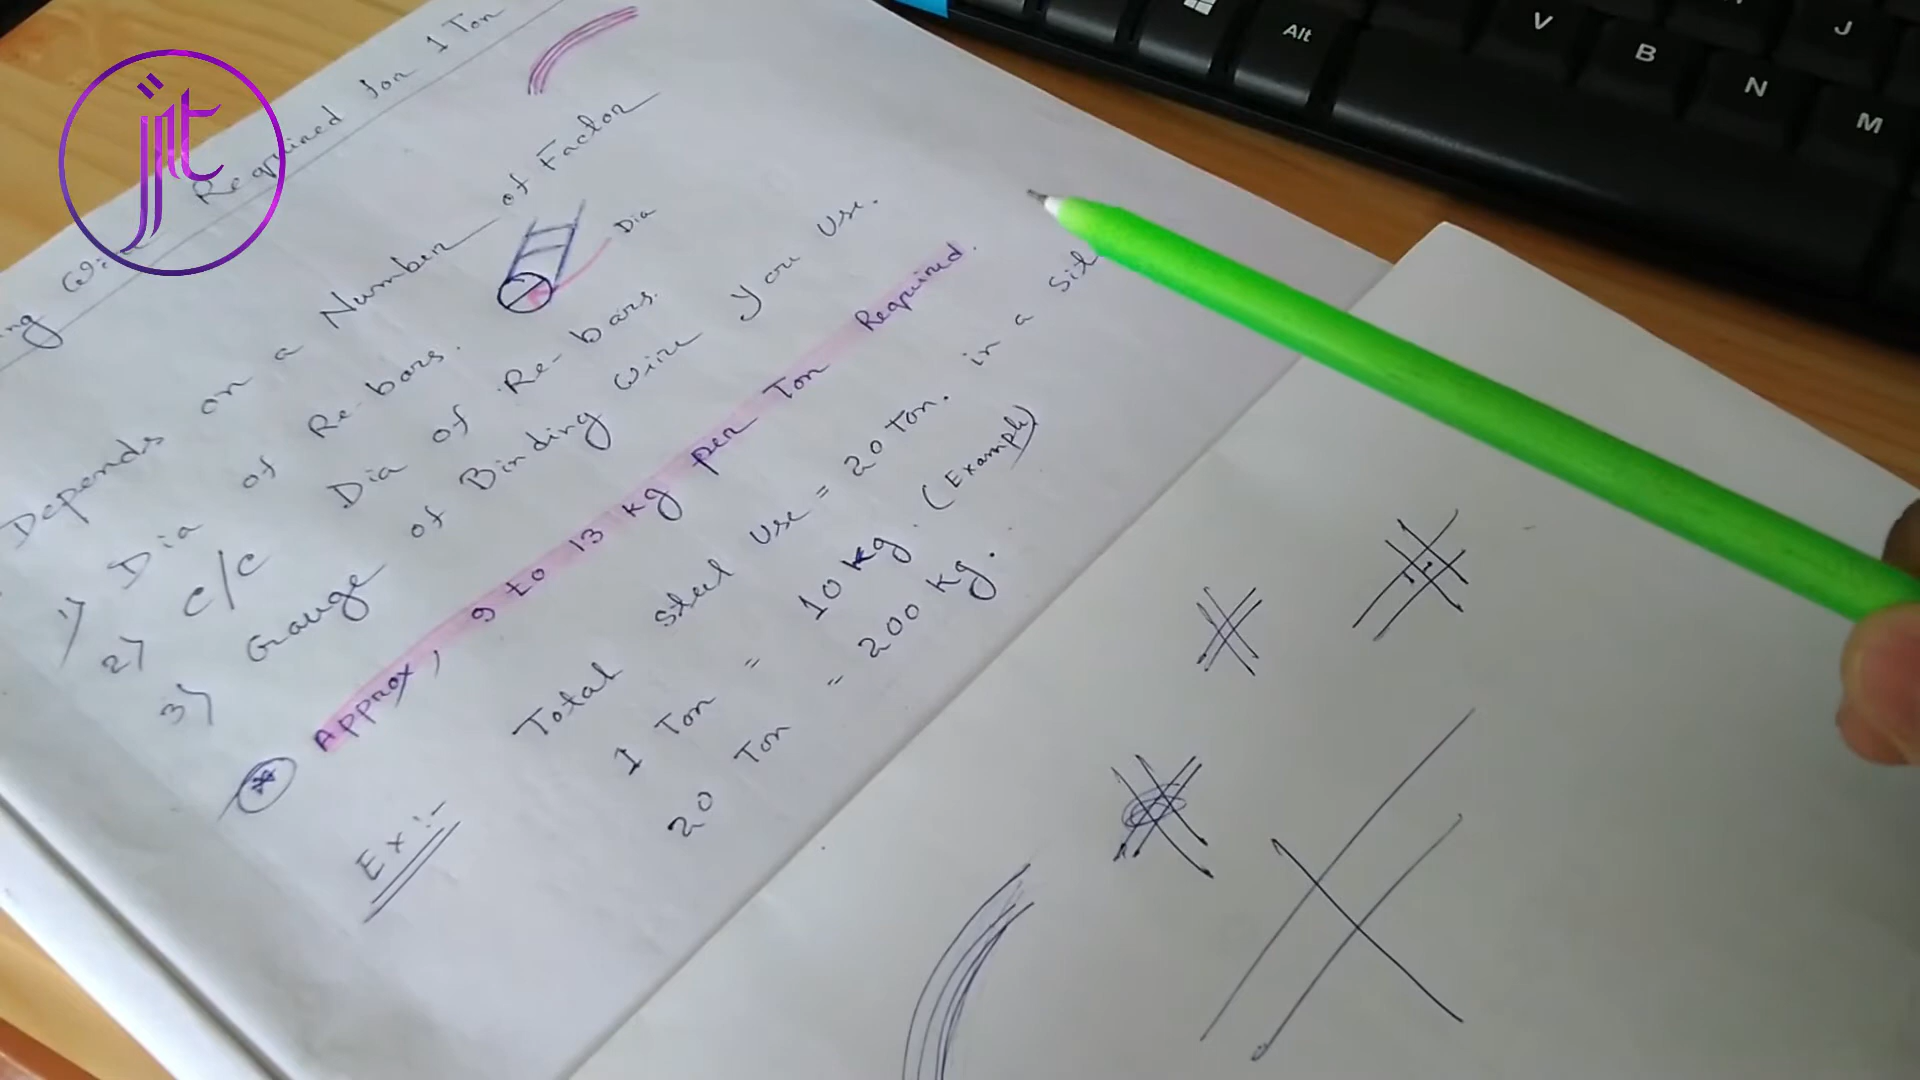 Required for 1 Ton
Depends on a Number of Factor
Dia
1) Dia of Re-bars.
2) C/C Dia of Re-bars.
3) Gauge of Binding wire you use.
* Approx, 9 to 13 kg per Ton Required.
Ex:- Total steel use = 20 Ton. in a
1 Ton = 10 kg. (Example)
20 Ton = 200 kg.
jjit
Alt
V
B
N
J
M